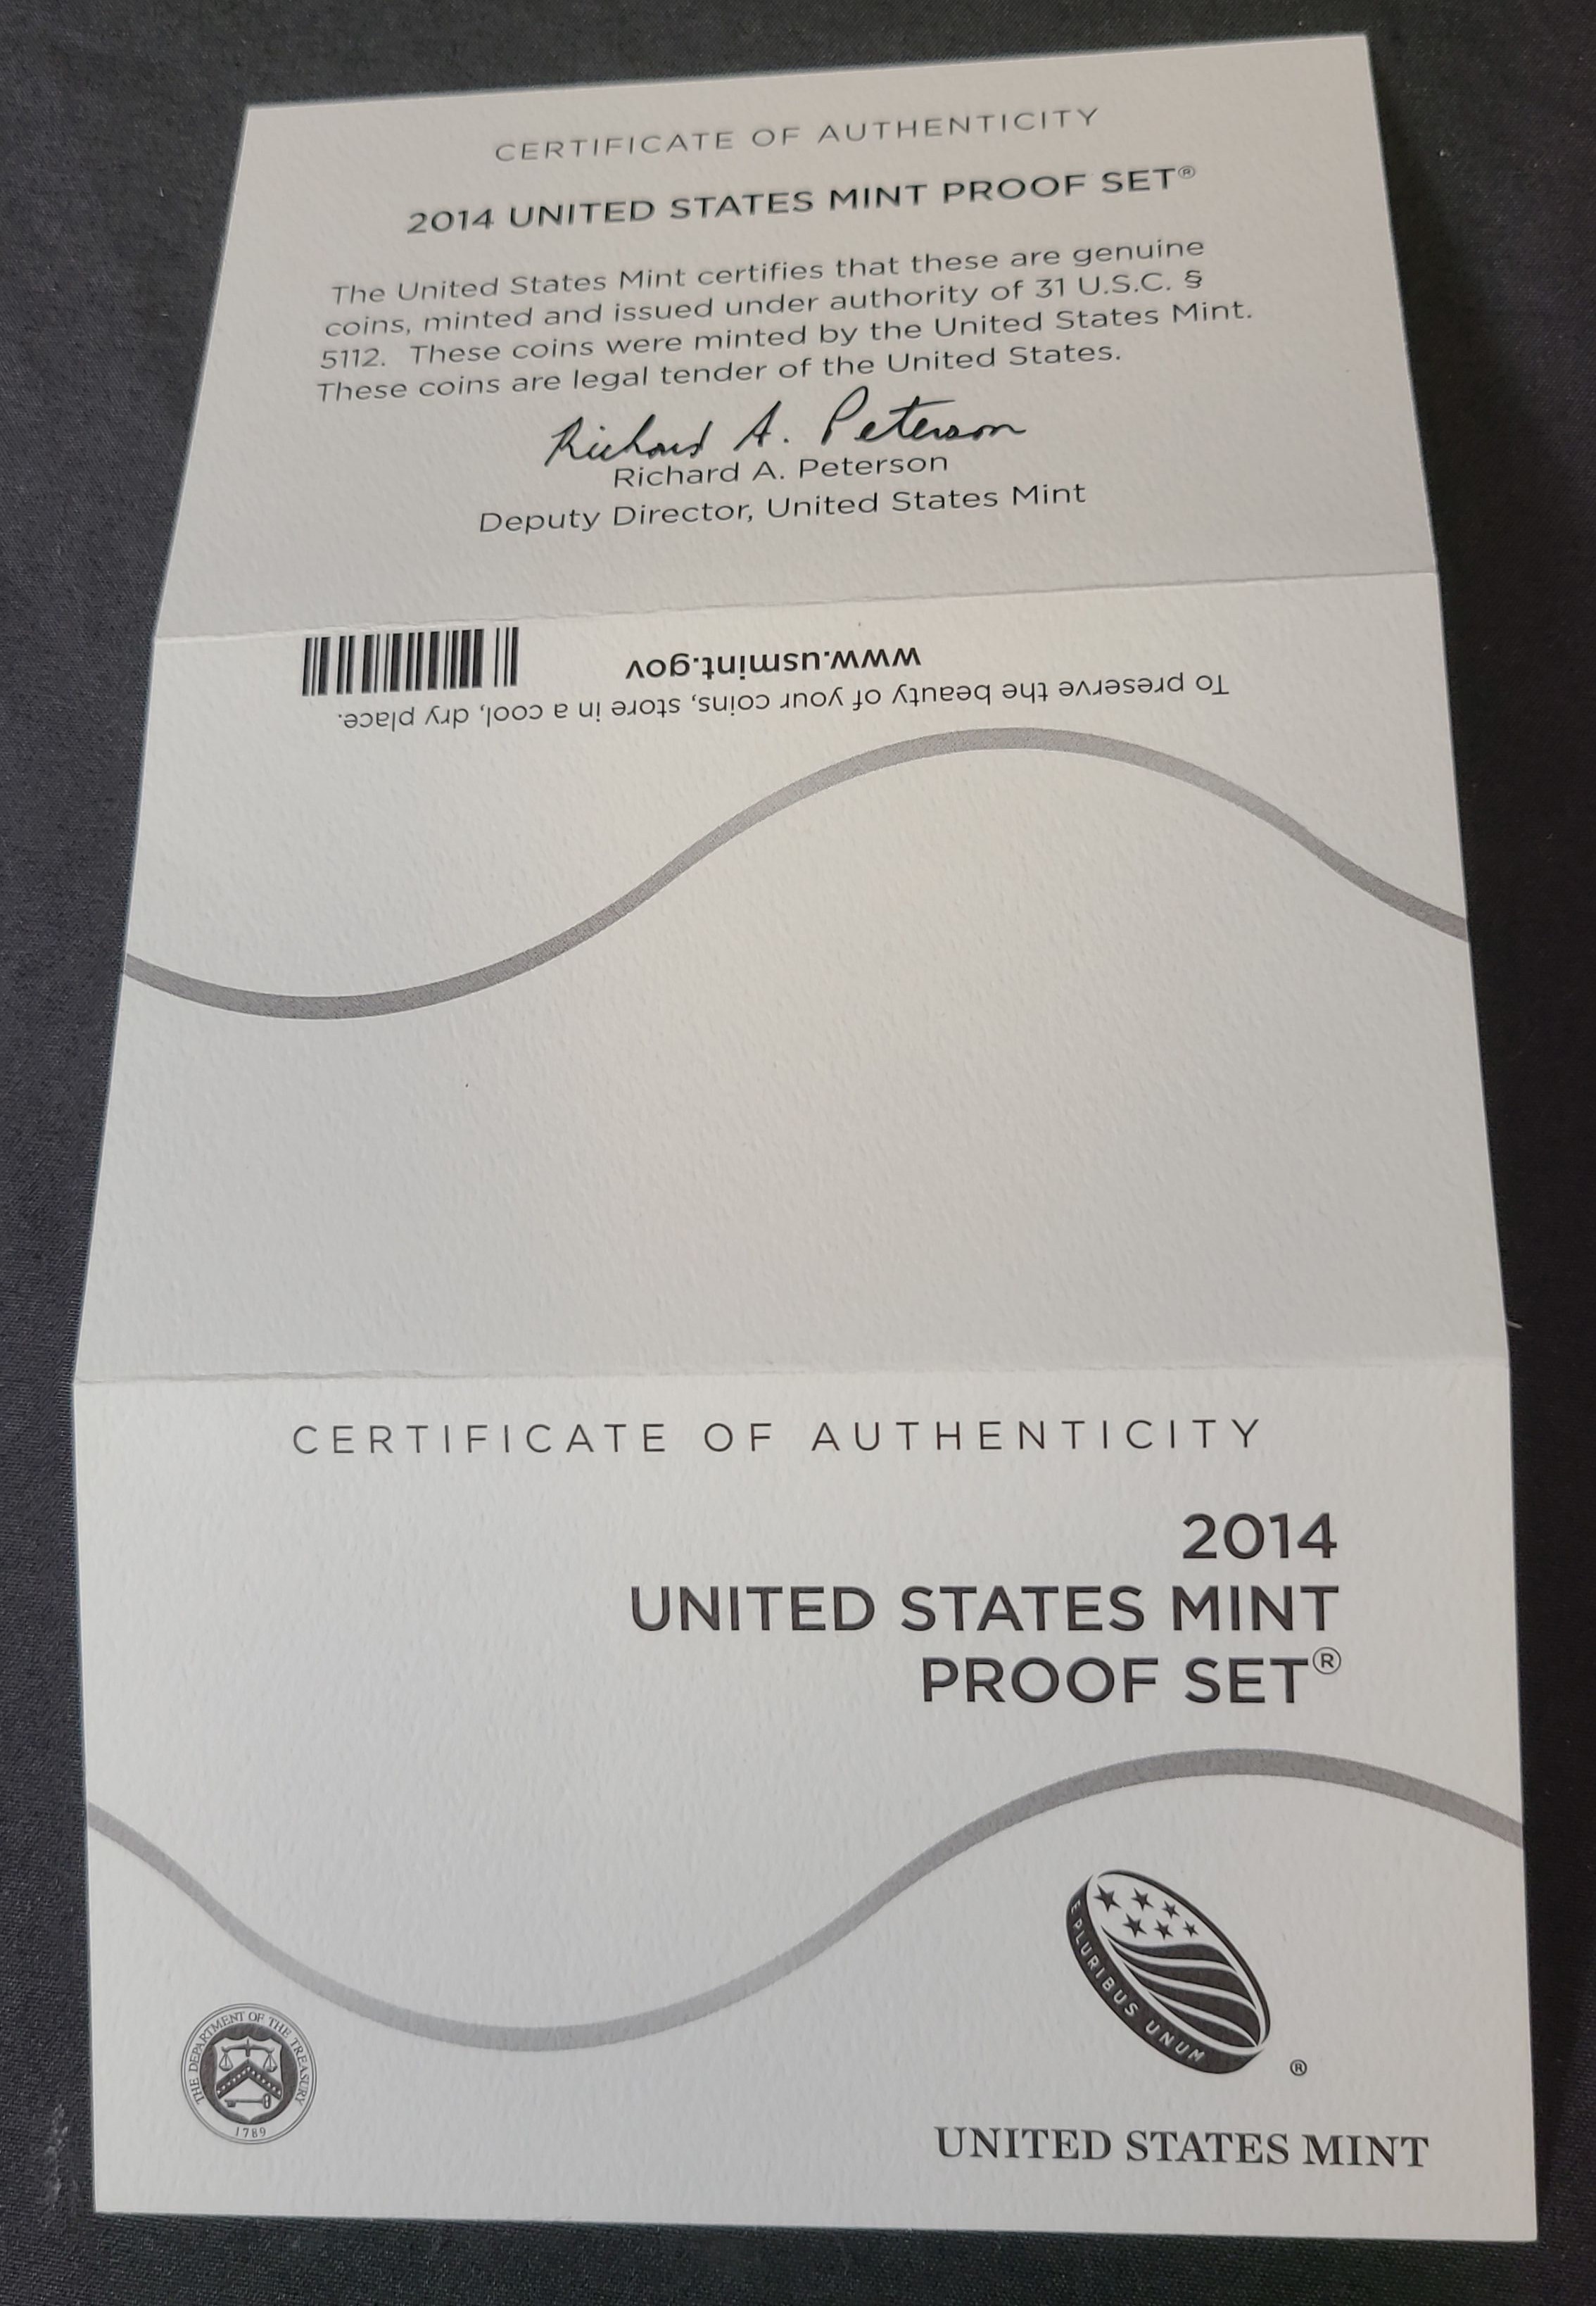 CERTIFICATE OF AUTHENTICITY
2014 UNITED STATES MINT PROOF SET®
The United States Mint certifies that these are genuine
coins, minted and issued under authority of 31 U.S.C. §
5112. These coins were minted by the United States Mint.
These coins are legal tender of the United States.
Richard A. Peterson
Richard A. Peterson
Deputy Director, United States Mint
To preserve the beauty of your coins, store in a cool, dry place.
www.usmint.gov
CERTIFICATE OF AUTHENTICITY
2014
UNITED STATES MINT
PROOF SET®
E PLURIBUS UNUM
®
THE DEPARTMENT OF THE TREASURY
1789
UNITED STATES MINT